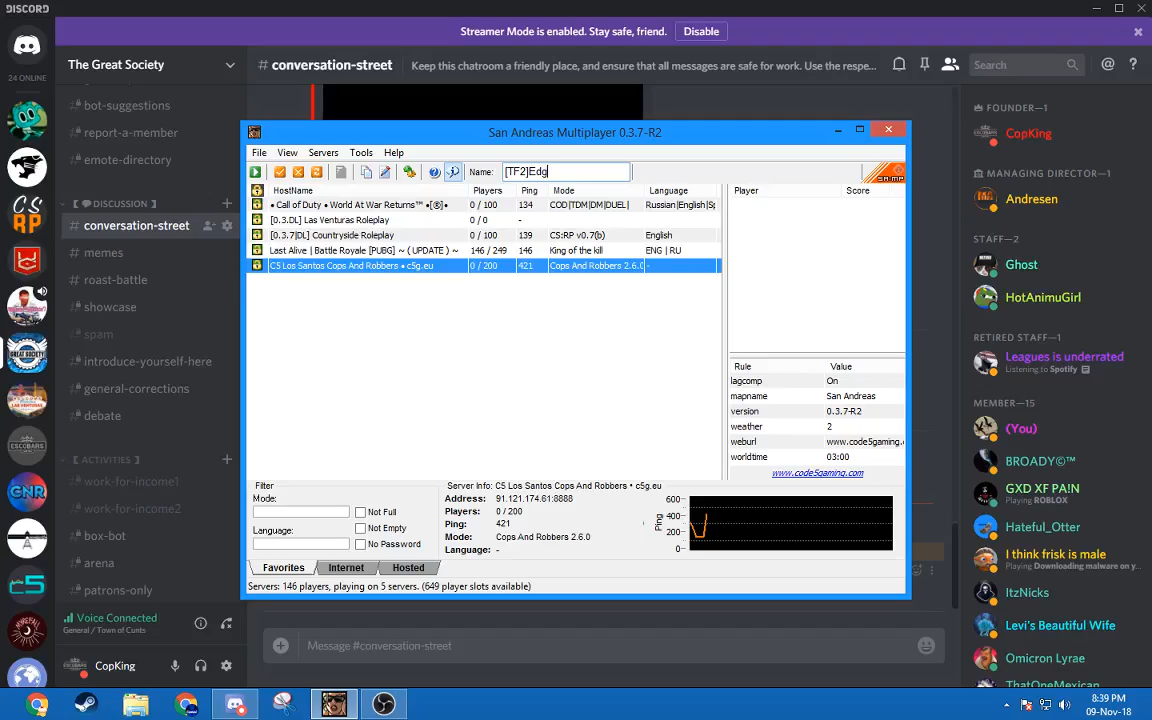 DISCORD
Streamer Mode is enabled. Stay safe, friend. Disable
24 ONLINE
The Great Society
# conversation-street Keep this chatroom a friendly place, and ensure that all messages are safe for work. Use the respe... Search
# bot-suggestions
# report-a-member
# emote-directory
DISCUSSION
# conversation-street
# memes
# roast-battle
# showcase
# spam
# introduce-yourself-here
# general-corrections
# debate
ACTIVITIES
# work-for-income1
# work-for-income2
# box-bot
# arena
# patrons-only
Voice Connected
General / Town of Cunts
CopKing
San Andreas Multiplayer 0.3.7-R2
File View Servers Tools Help
Name: [TF2]Edg
HostName Players Ping Mode Language
• Call of Duty • World At War Returns™ •[®]• 0 / 100 134 COD|TDM|DM|DUEL| Russian|English|Sp
[0.3.DL] Las Venturas Roleplay 0 / 0 -
[0.3.7|DL] Countryside Roleplay 0 / 100 139 CS:RP v0.7(b) English
Last Alive | Battle Royale [PUBG] ~ ( UPDATE ) ~ 146 / 249 146 King of the kill ENG | RU
C5 Los Santos Cops And Robbers • c5g.eu 0 / 200 421 Cops And Robbers 2.6.0 -
Player Score
Rule Value
lagcomp On
mapname San Andreas
version 0.3.7-R2
weather 2
weburl www.code5gaming.
worldtime 03:00
www.code5gaming.com
Filter
Mode:
Language:
Not Full
Not Empty
No Password
Server Info: C5 Los Santos Cops And Robbers • c5g.eu
Address: 91.121.174.61:8888
Players: 0 / 200
Ping: 421
Mode: Cops And Robbers 2.6.0
Language: -
Ping
600
400
200
0
Favorites Internet Hosted
Servers: 146 players, playing on 5 servers. (649 player slots available)
Message #conversation-street
FOUNDER—1
CopKing
MANAGING DIRECTOR—1
Andresen
STAFF—2
Ghost
HotAnimuGirl
RETIRED STAFF—1
Leagues is underrated
Listening to Spotify
MEMBER—15
(You)
BROADY©™
GXD XF PA!N
Playing ROBLOX
Hateful_Otter
I think frisk is male
Playing Downloading malware on y...
ItzNicks
Levi's Beautiful Wife
Omicron Lyrae
ThatOneMexican
CSRP
GREAT SOCIETY
ESCOBARS
CNR
8:39 PM
09-Nov-18